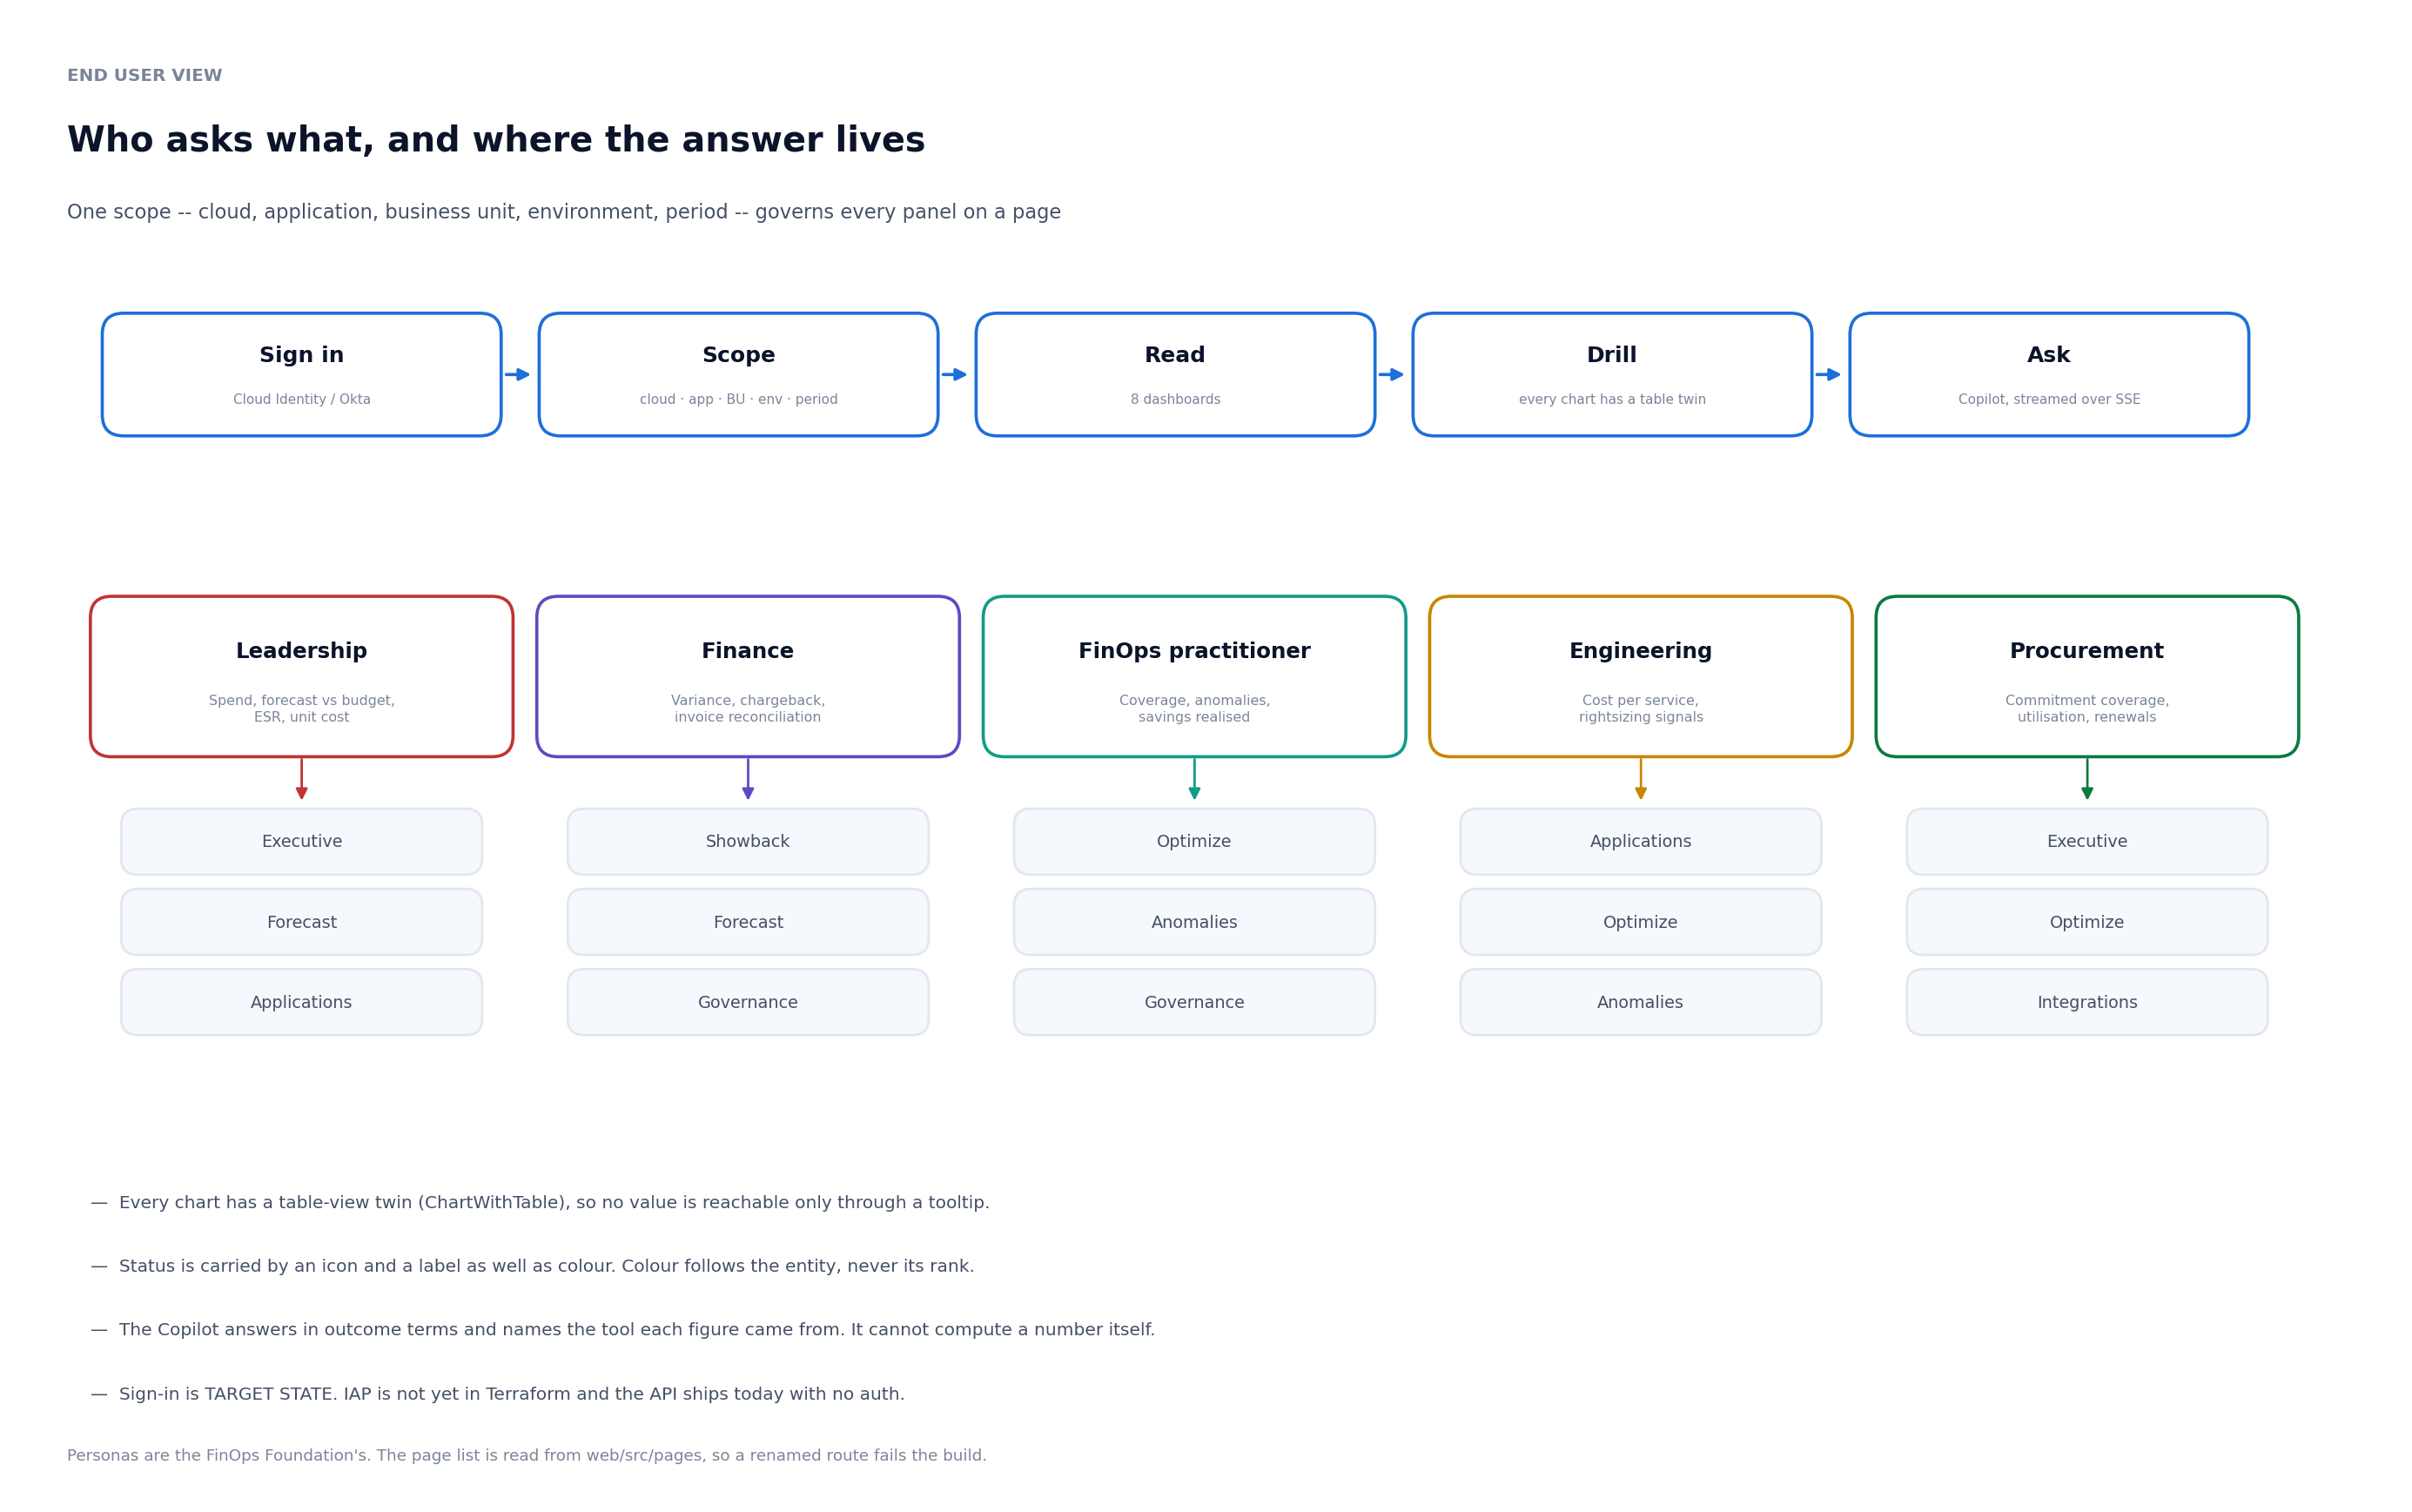 END USER VIEW
Who asks what, and where the answer lives
One scope -- cloud, application, business unit, environment, period -- governs every panel on a page
Sign in
Cloud Identity / Okta
Scope
cloud · app · BU · env · period
Read
8 dashboards
Drill
every chart has a table twin
Ask
Copilot, streamed over SSE
Leadership
Spend, forecast vs budget,
ESR, unit cost
Finance
Variance, chargeback,
invoice reconciliation
FinOps practitioner
Coverage, anomalies,
savings realised
Engineering
Cost per service,
rightsizing signals
Procurement
Commitment coverage,
utilisation, renewals
Executive
Forecast
Applications
Showback
Forecast
Governance
Optimize
Anomalies
Governance
Applications
Optimize
Anomalies
Executive
Optimize
Integrations
— Every chart has a table-view twin (ChartWithTable), so no value is reachable only through a tooltip.
— Status is carried by an icon and a label as well as colour. Colour follows the entity, never its rank.
— The Copilot answers in outcome terms and names the tool each figure came from. It cannot compute a number itself.
— Sign-in is TARGET STATE. IAP is not yet in Terraform and the API ships today with no auth.
Personas are the FinOps Foundation's. The page list is read from web/src/pages, so a renamed route fails the build.